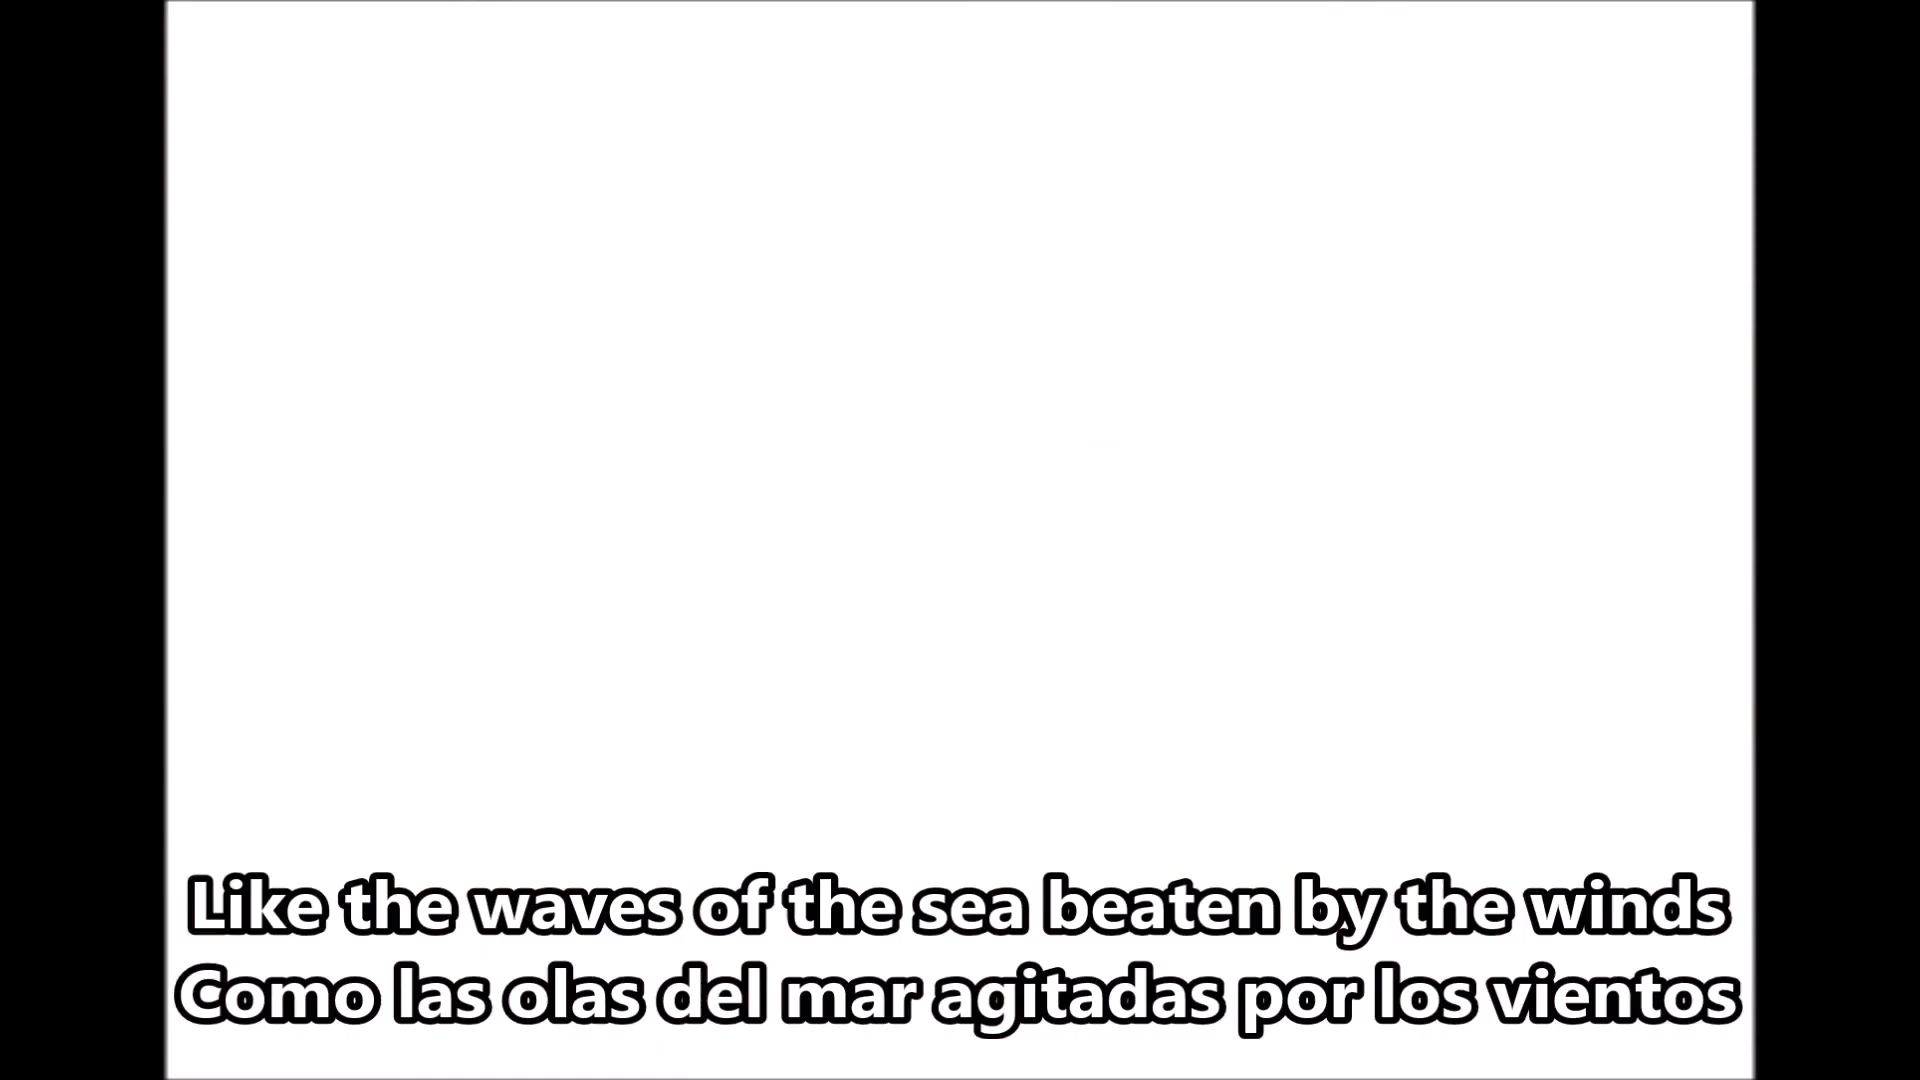 Like the waves of the sea beaten by the winds
Como las olas del mar agitadas por los vientos